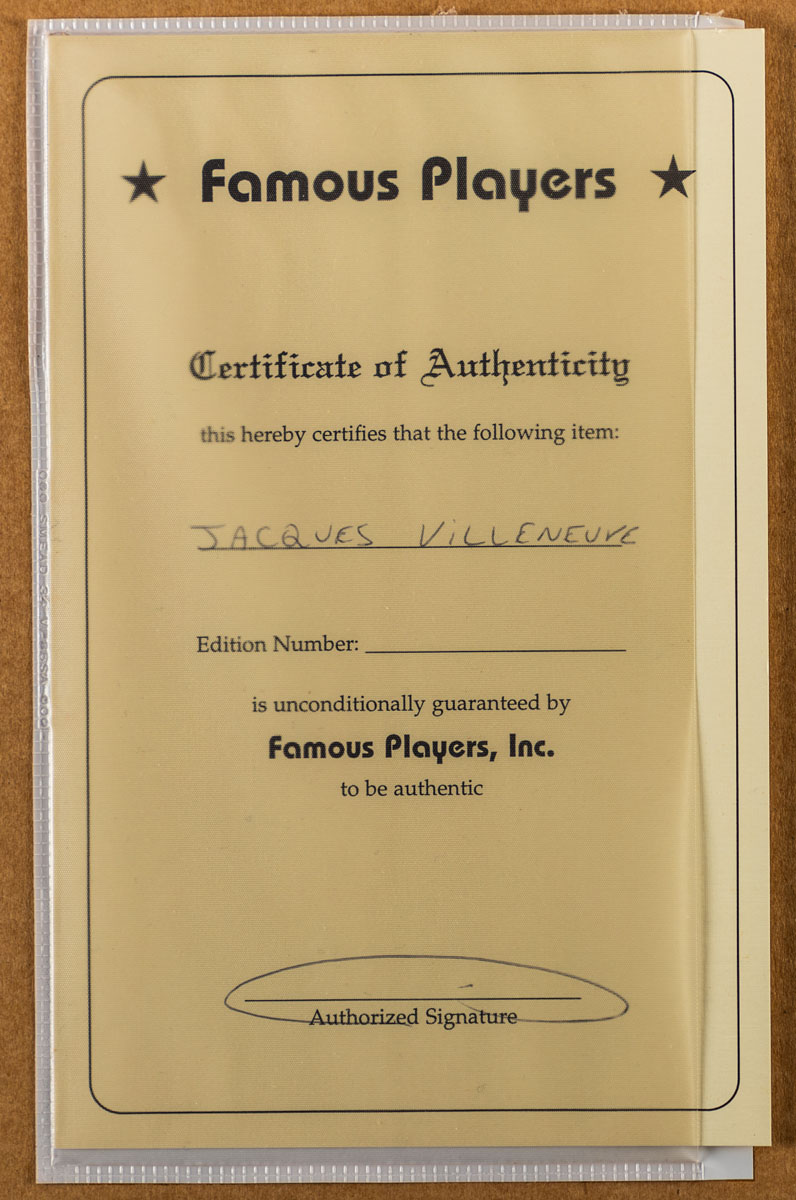 ★ Famous Players ★
Certificate of Authenticity
this hereby certifies that the following item:
JACQUES VILLENEUVE
Edition Number:
is unconditionally guaranteed by
Famous Players, Inc.
to be authentic
Authorized Signature